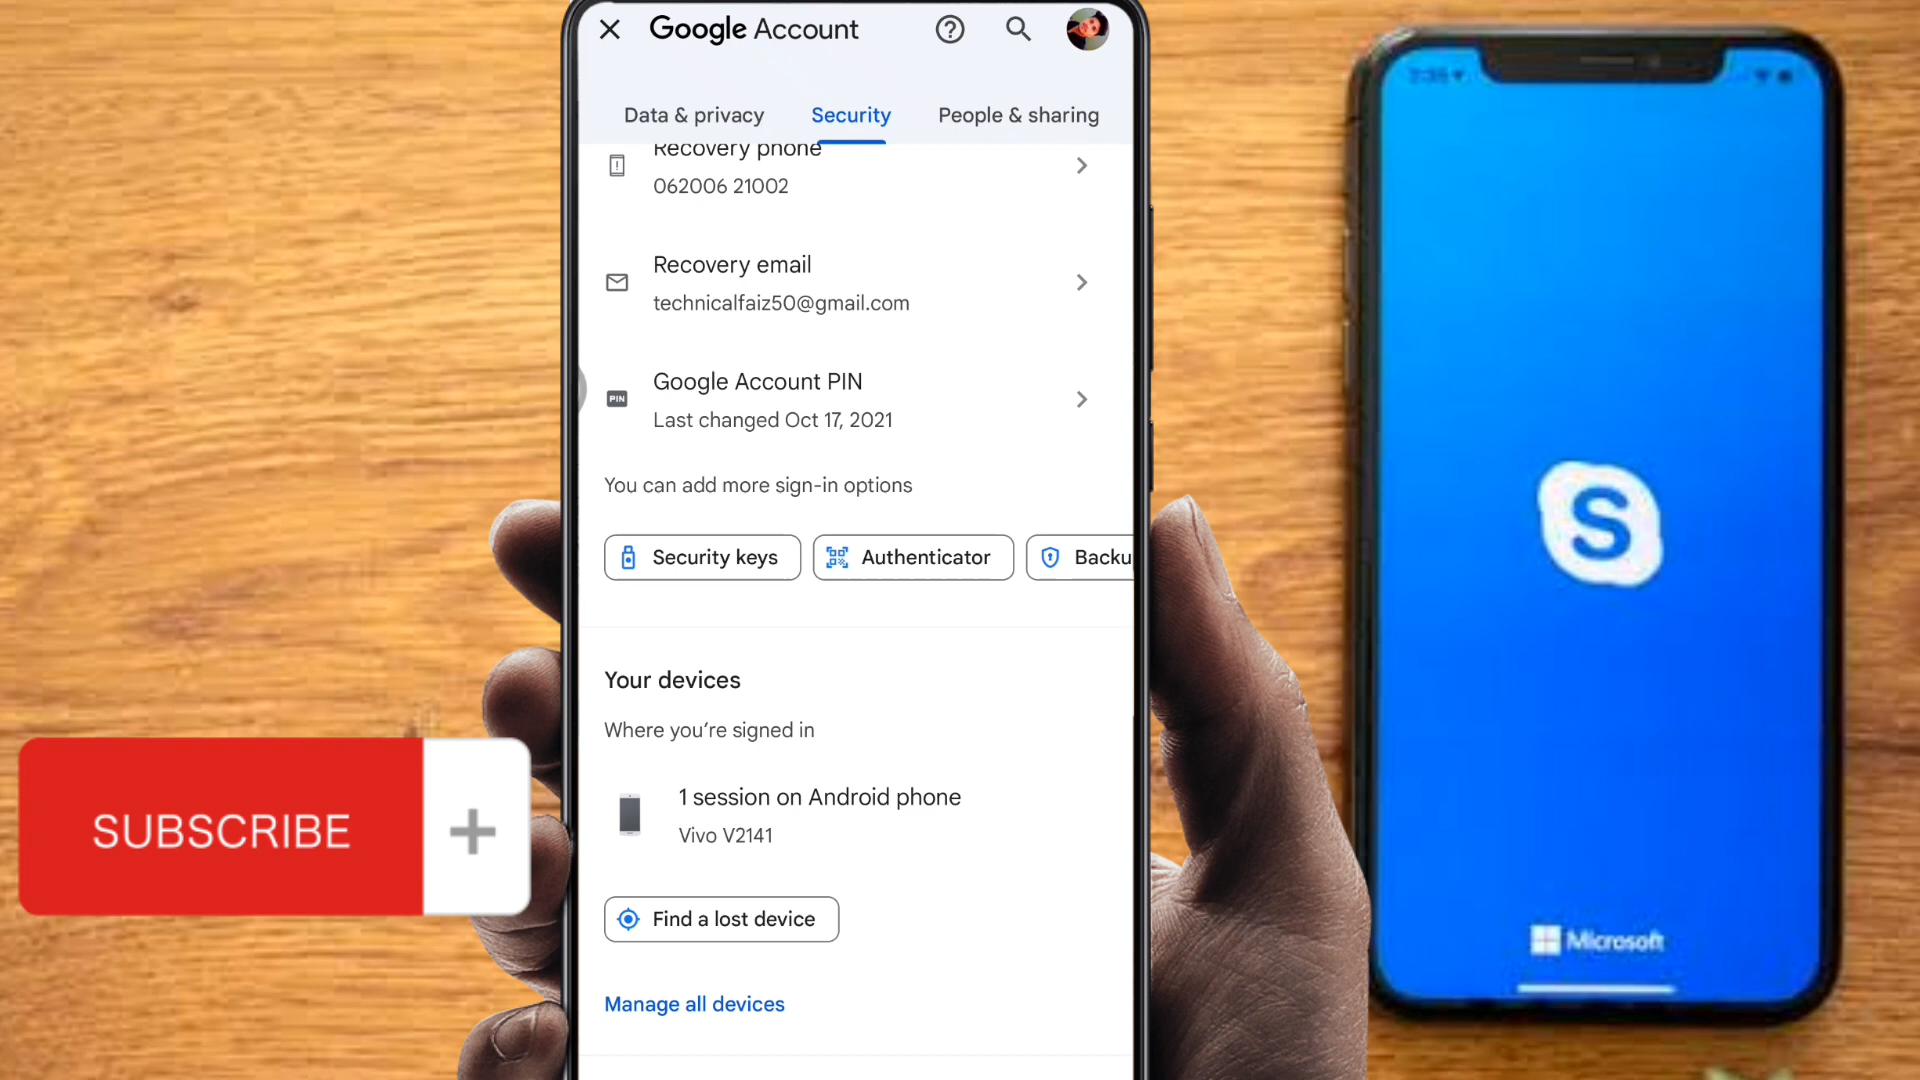 Google Account
Data & privacy
Security
People & sharing
Recovery phone
062006 21002
Recovery email
technicalfaiz50@gmail.com
PIN
Google Account PIN
Last changed Oct 17, 2021
You can add more sign-in options
Security keys
Authenticator
Backu
Your devices
Where you're signed in
1 session on Android phone
Vivo V2141
Find a lost device
Manage all devices
SUBSCRIBE
+
S
Microsoft